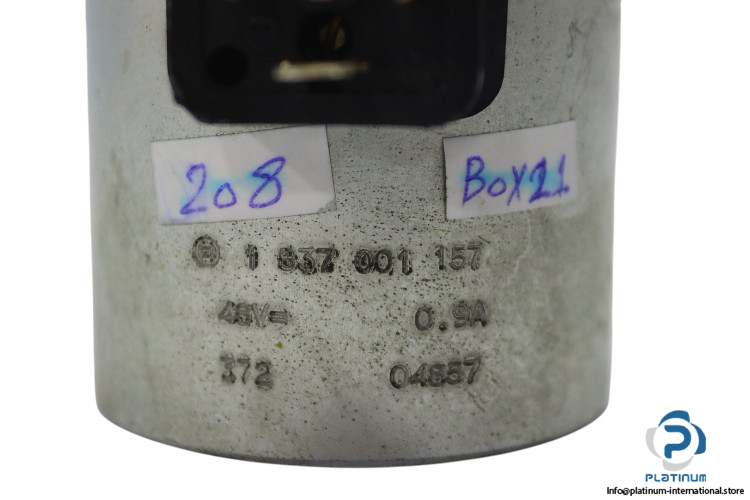 208
BOX21
1 837 001 157
45V= 0.9A
372 04857
PLATINUM
Info@platinum-international.store